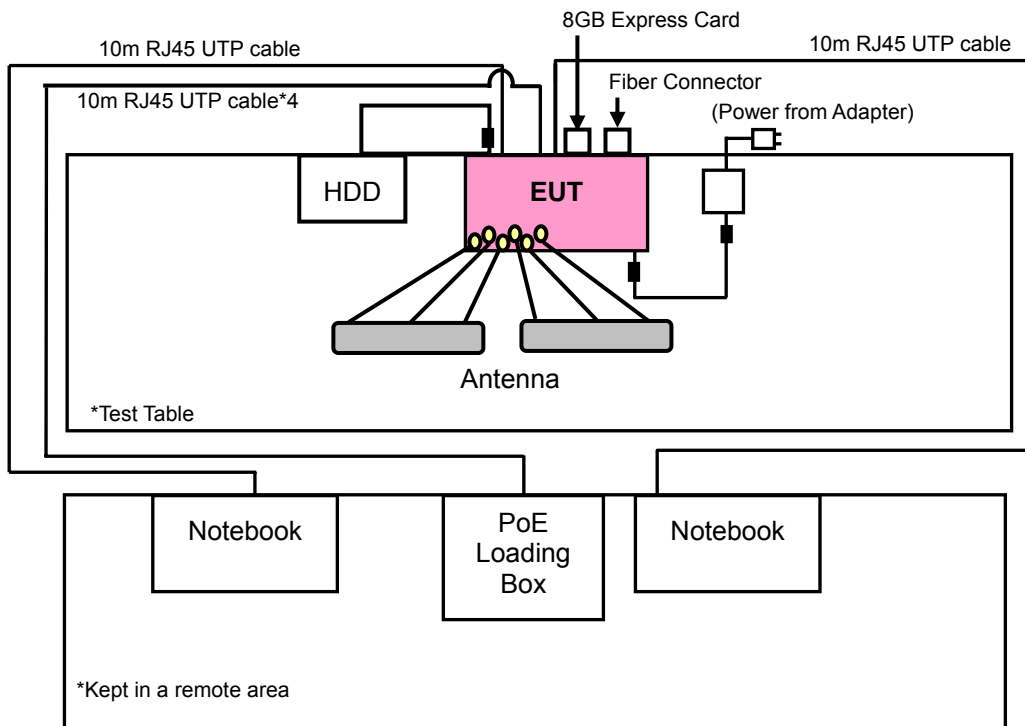 8GB Express Card
10m RJ45 UTP cable
10m RJ45 UTP cable
Fiber Connector
10m RJ45 UTP cable*4
(Power from Adapter)
HDD
EUT
Antenna
*Test Table
Notebook
PoE
Loading
Box
Notebook
*Kept in a remote area